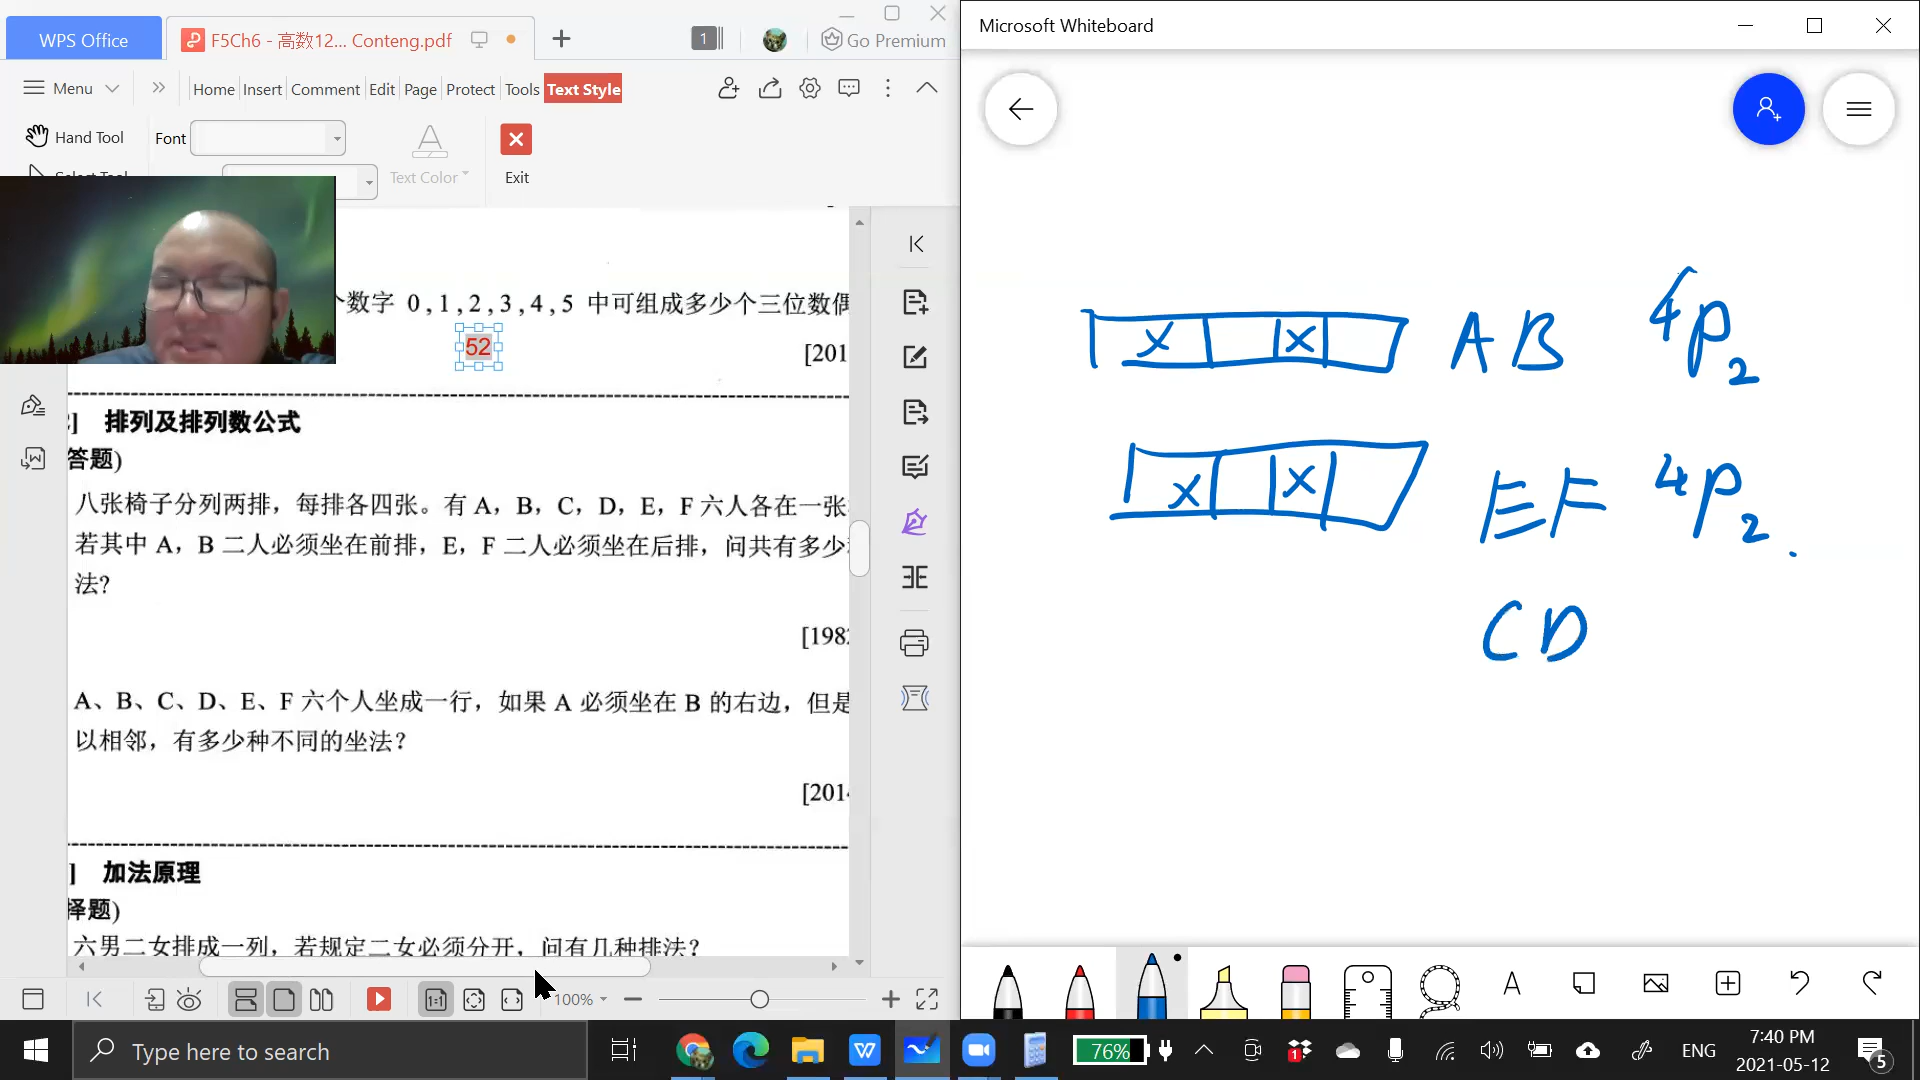 WPS Office
F5Ch6 - 高数12... Conteng.pdf
1
Go Premium
Menu
Home Insert Comment Edit Page Protect Tools Text Style
Hand Tool
Font
Text Color
Exit
数字 0,1,2,3,4,5 中可组成多少个三位数偶
52
[201
排列及排列数公式
答题)
八张椅子分列两排，每排各四张。有 A，B，C，D，E，F 六人各在一张
若其中 A，B 二人必须坐在前排，E，F 二人必须坐在后排，问共有多少
法?
[1982
A、B、C、D、E、F 六个人坐成一行，如果 A 必须坐在 B 的右边，但是
以相邻，有多少种不同的坐法?
[2014
] 加法原理
择题)
六男二女排成一列，若规定二女必须分开，问有几种排法?
1:1
100%
Microsoft Whiteboard
x x A B 4P2
x x E F 4P2.
C D
Type here to search
76%
1
ENG
7:40 PM
2021-05-12
5